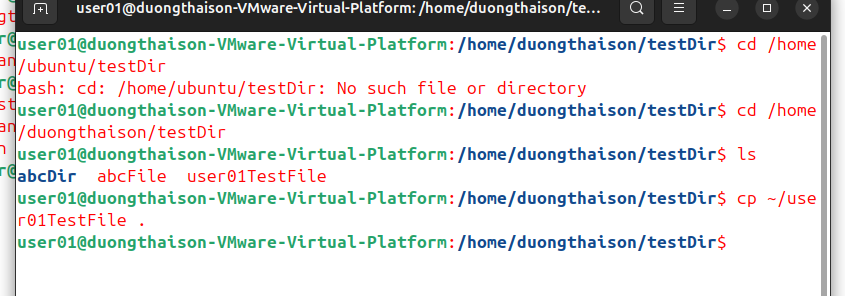 user01@duongthaison-VMware-Virtual-Platform: /home/duongthaison/te...
user01@duongthaison-VMware-Virtual-Platform:/home/duongthaison/testDir$ cd /home
/ubuntu/testDir
bash: cd: /home/ubuntu/testDir: No such file or directory
user01@duongthaison-VMware-Virtual-Platform:/home/duongthaison/testDir$ cd /home
/duongthaison/testDir
user01@duongthaison-VMware-Virtual-Platform:/home/duongthaison/testDir$ ls
abcDir  abcFile  user01TestFile
user01@duongthaison-VMware-Virtual-Platform:/home/duongthaison/testDir$ cp ~/use
r01TestFile .
user01@duongthaison-VMware-Virtual-Platform:/home/duongthaison/testDir$